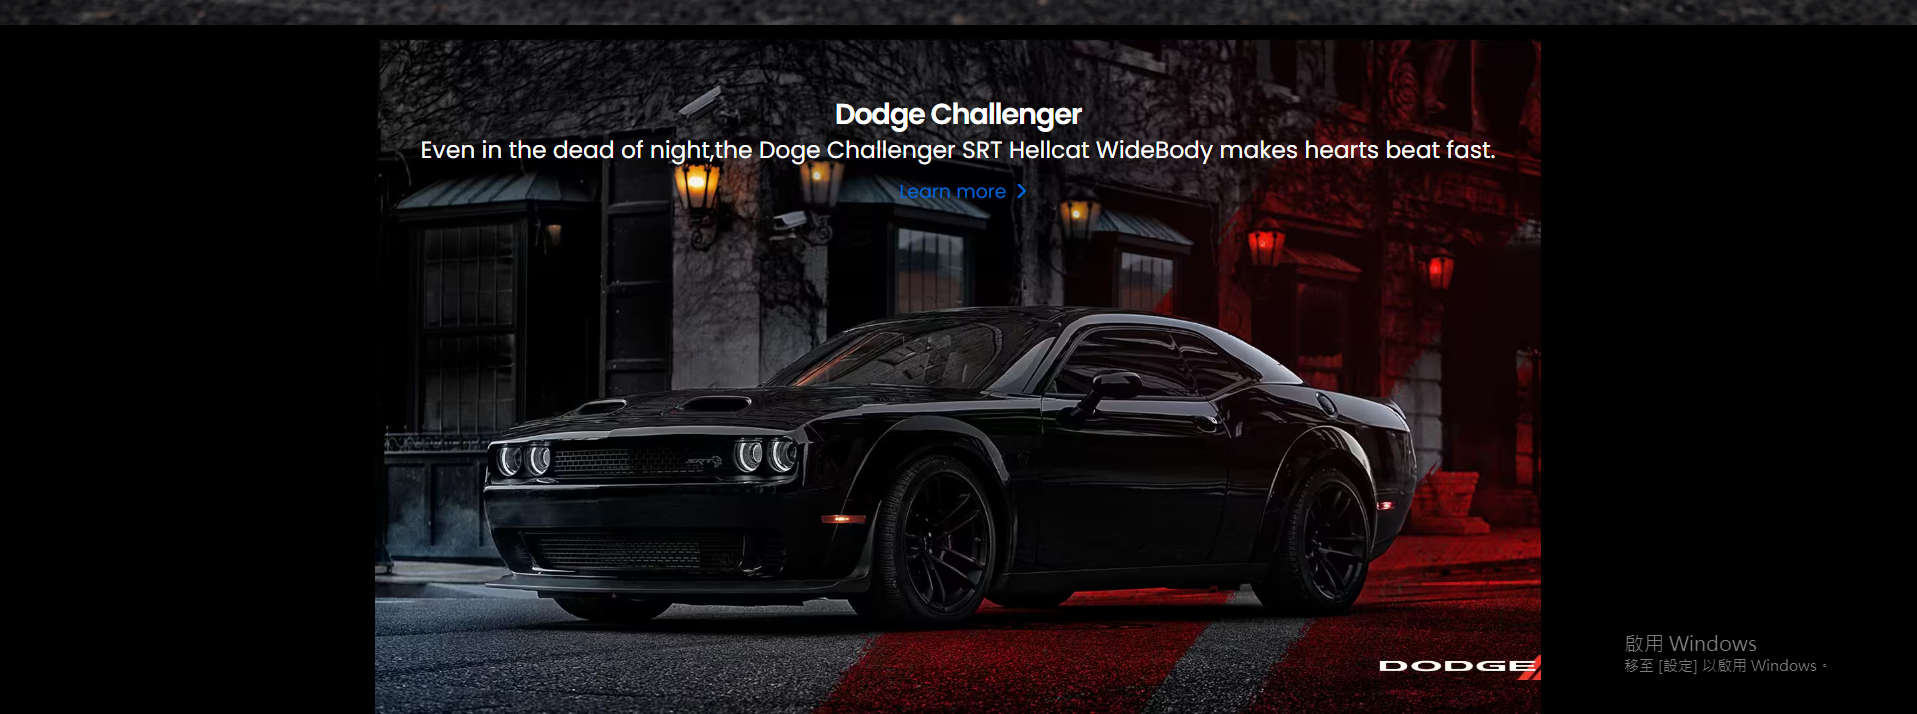 Dodge Challenger
Even in the dead of night,the Doge Challenger SRT Hellcat WideBody makes hearts beat fast.
Learn more
SRT
DODGE
啟用 Windows
移至 [設定] 以啟用 Windows。